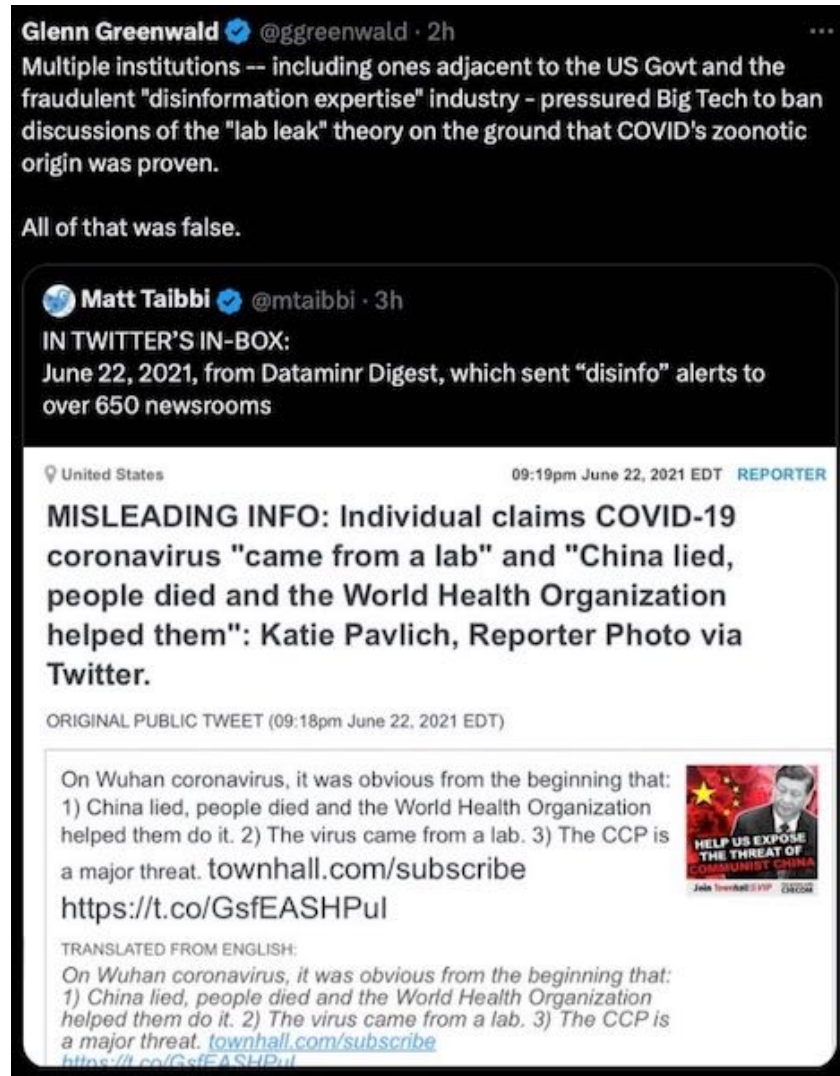 Glenn Greenwald @ggreenwald · 2h
Multiple institutions -- including ones adjacent to the US Govt and the
fraudulent "disinformation expertise" industry - pressured Big Tech to ban
discussions of the "lab leak" theory on the ground that COVID's zoonotic
origin was proven.
All of that was false.
Matt Taibbi @mtaibbi · 3h
IN TWITTER'S IN-BOX:
June 22, 2021, from Dataminr Digest, which sent “disinfo” alerts to
over 650 newsrooms
United States 09:19pm June 22, 2021 EDT REPORTER
MISLEADING INFO: Individual claims COVID-19
coronavirus "came from a lab" and "China lied,
people died and the World Health Organization
helped them": Katie Pavlich, Reporter Photo via
Twitter.
ORIGINAL PUBLIC TWEET (09:18pm June 22, 2021 EDT)
On Wuhan coronavirus, it was obvious from the beginning that:
1) China lied, people died and the World Health Organization
helped them do it. 2) The virus came from a lab. 3) The CCP is
a major threat. townhall.com/subscribe
https://t.co/GsfEASHPul
HELP US EXPOSE
THE THREAT OF
COMMUNIST CHINA
Join Townhall VIP
TRANSLATED FROM ENGLISH:
On Wuhan coronavirus, it was obvious from the beginning that:
1) China lied, people died and the World Health Organization
helped them do it. 2) The virus came from a lab. 3) The CCP is
a major threat. townhall.com/subscribe
https://t.co/GsfEASHPul